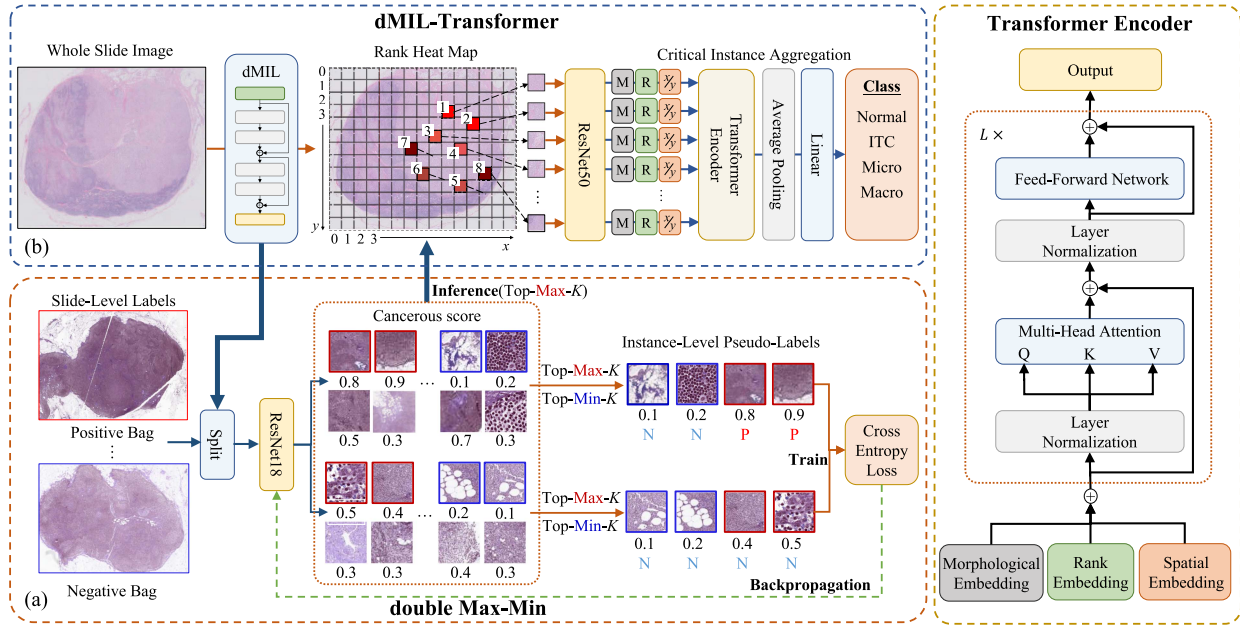 dMIL-Transformer
Whole Slide Image
dMIL
Rank Heat Map
0
1
2
3
y
0 1 2 3
x
1
2
3
4
5
6
7
8
Critical Instance Aggregation
ResNet50
M R x/y
M R x/y
M R x/y
M R x/y
M R x/y
Transformer
Encoder
Average Pooling
Linear
Class
Normal
ITC
Micro
Macro
(b)
Inference(Top-Max-K)
Slide-Level Labels
Positive Bag
Negative Bag
Split
ResNet18
Cancerous score
0.8 0.9 ... 0.1 0.2
0.5 0.3 0.7 0.3
0.5 0.4 ... 0.2 0.1
0.3 0.3 0.4 0.3
Top-Max-K
Top-Min-K
Top-Max-K
Top-Min-K
Instance-Level Pseudo-Labels
0.1 0.2 0.8 0.9
N N P P
0.1 0.2 0.4 0.5
N N N N
Train
Cross
Entropy
Loss
Backpropagation
(a)
double Max-Min
Transformer Encoder
Output
L ×
Feed-Forward Network
Layer
Normalization
Multi-Head Attention
Q K V
Layer
Normalization
Morphological
Embedding
Rank
Embedding
Spatial
Embedding